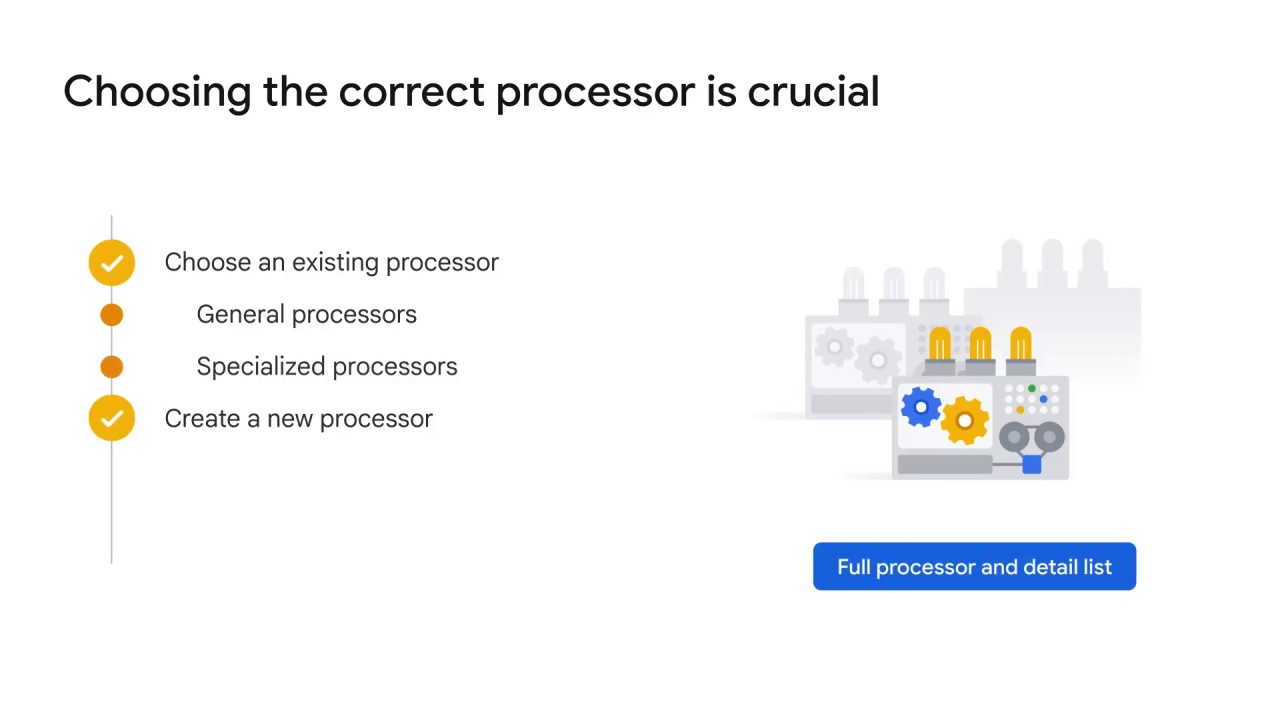 Choosing the correct processor is crucial
Choose an existing processor
General processors
Specialized processors
Create a new processor
Full processor and detail list